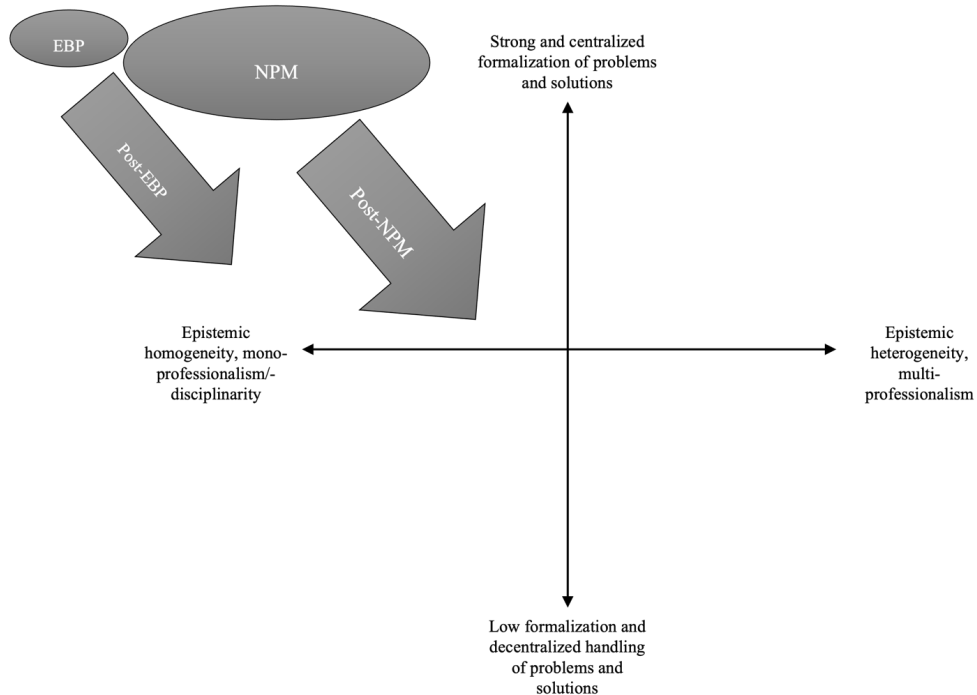 EBP
NPM
Strong and centralized
formalization of problems
and solutions
Post-EBP
Post-NPM
Epistemic
homogeneity, mono-
professionalism/-
disciplinarity
Epistemic
heterogeneity,
multi-
professionalism
Low formalization and
decentralized handling
of problems and
solutions